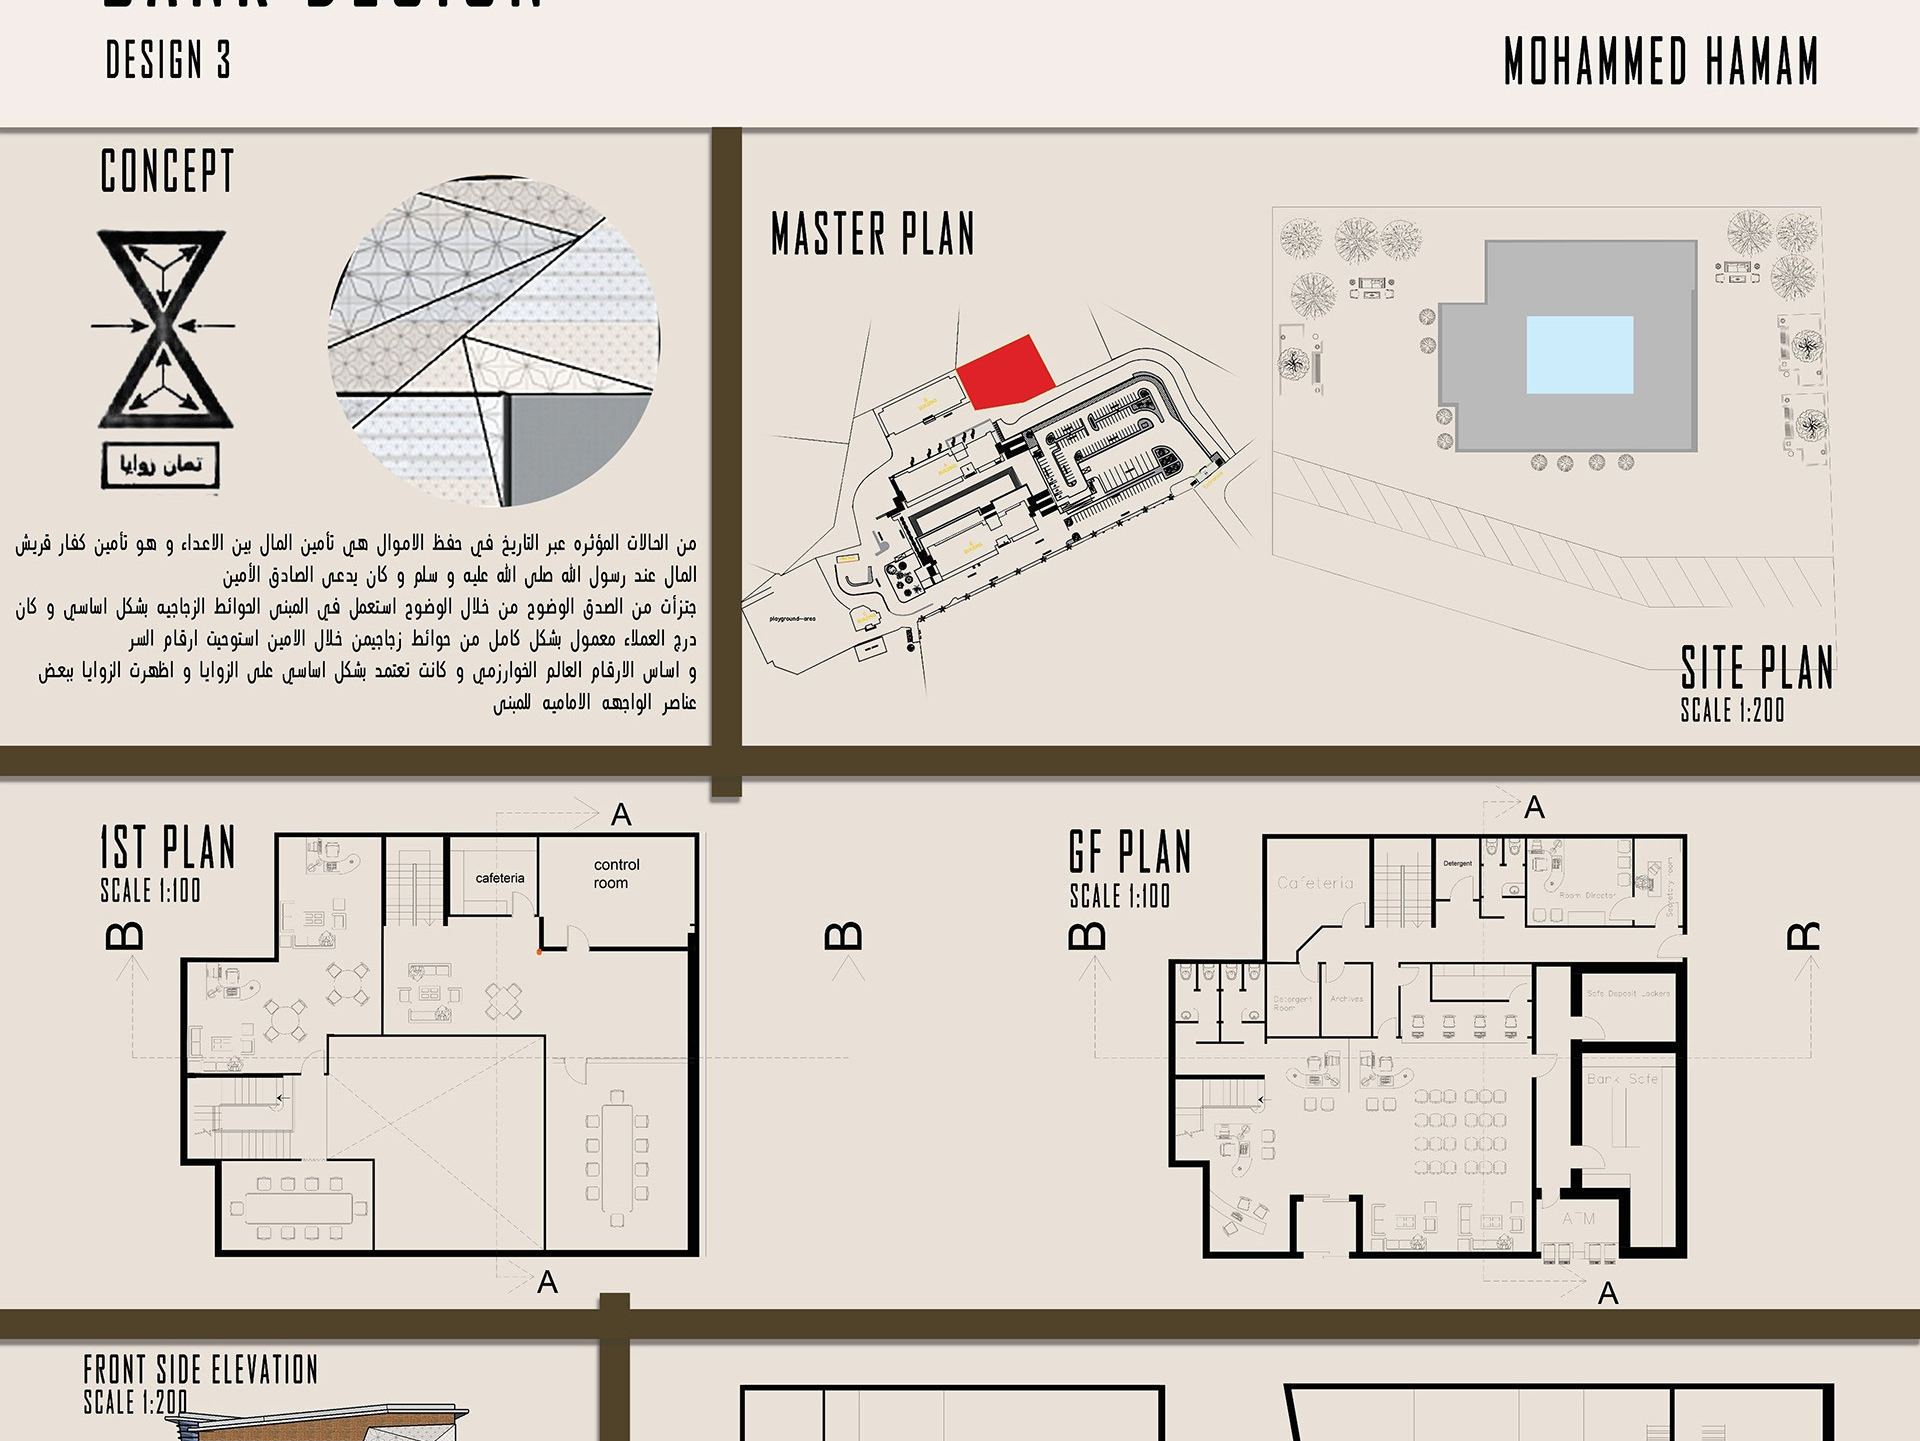 BANK DESIGN
DESIGN 3
MOHAMMED HAMAM
CONCEPT
ثمان زوايا
من الحالات المؤثره عبر التاريخ في حفظ الاموال هي تأمين المال بين الاعداء و هو تأمين كفار قريش
المال عند رسول الله صلى الله عليه و سلم و كان يدعى الصادق الأمين
جتزأت من الصدق الوضوح من خلال الوضوح استعمل في المبنى الحوائط الزجاجيه بشكل اساسي و كان
درج العملاء معمول بشكل كامل من حوائط زجاجيمن خلال الامين استوحيت ارقام السر
و اساس الارقام العالم الخوارزمي و كانت تعتمد بشكل اساسي على الزوايا و اظهرت الزوايا ببعض
عناصر الواجهه الاماميه للمبنى
MASTER PLAN
playground-area
SITE PLAN
SCALE 1:200
1ST PLAN
SCALE 1:100
A
cafeteria
control
room
B
B
A
GF PLAN
SCALE 1:100
A
Cafeteria
Detergent
Room Director
Secretary room
B
B
Detergent
Room
Archives
Safe Deposit Lockers
Bank Safe
ATM
A
FRONT SIDE ELEVATION
SCALE 1:200